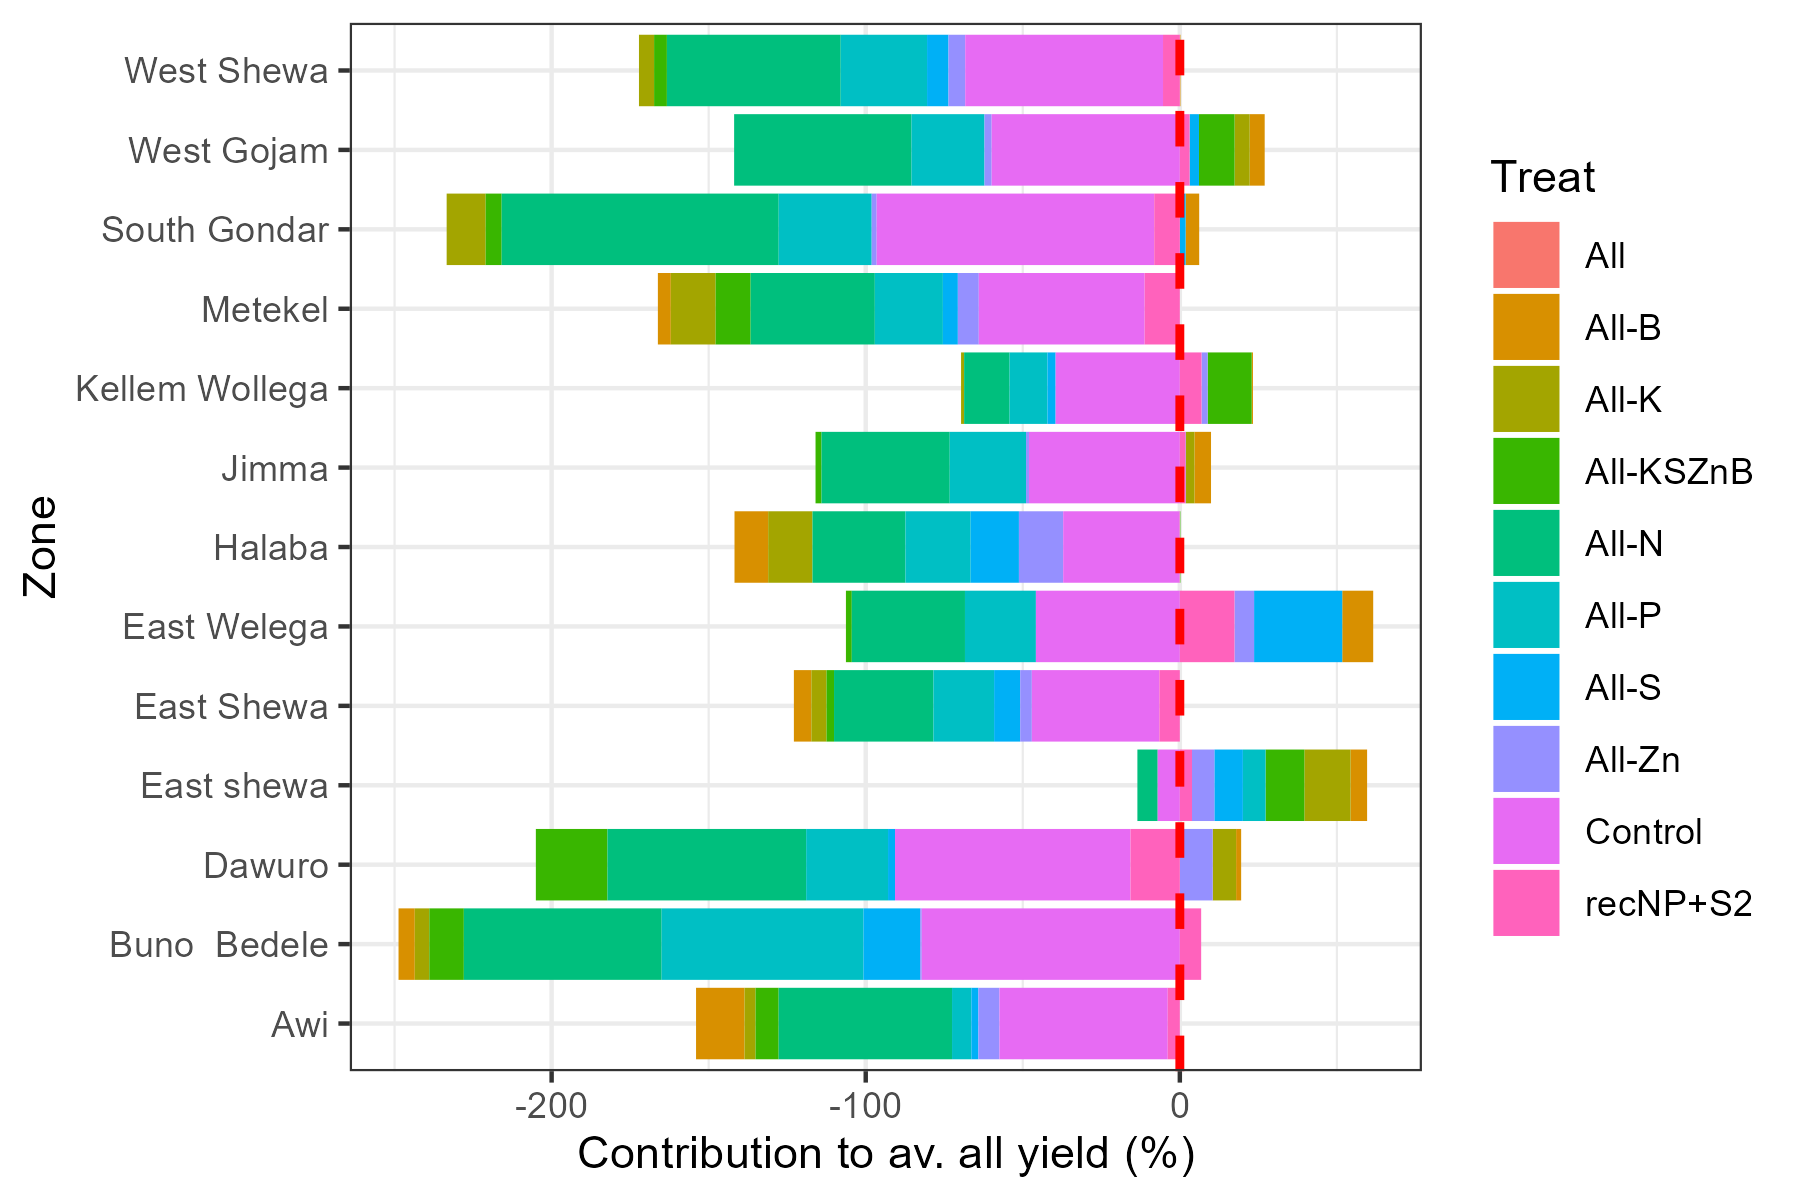 West Shewa
West Gojam
South Gondar
Metekel
Kellem Wollega
Jimma
Halaba
East Welega
East Shewa
East shewa
Dawuro
Buno  Bedele
Awi
Zone
-200 -100 0
Contribution to av. all yield (%)
Treat
All
All-B
All-K
All-KSZnB
All-N
All-P
All-S
All-Zn
Control
recNP+S2